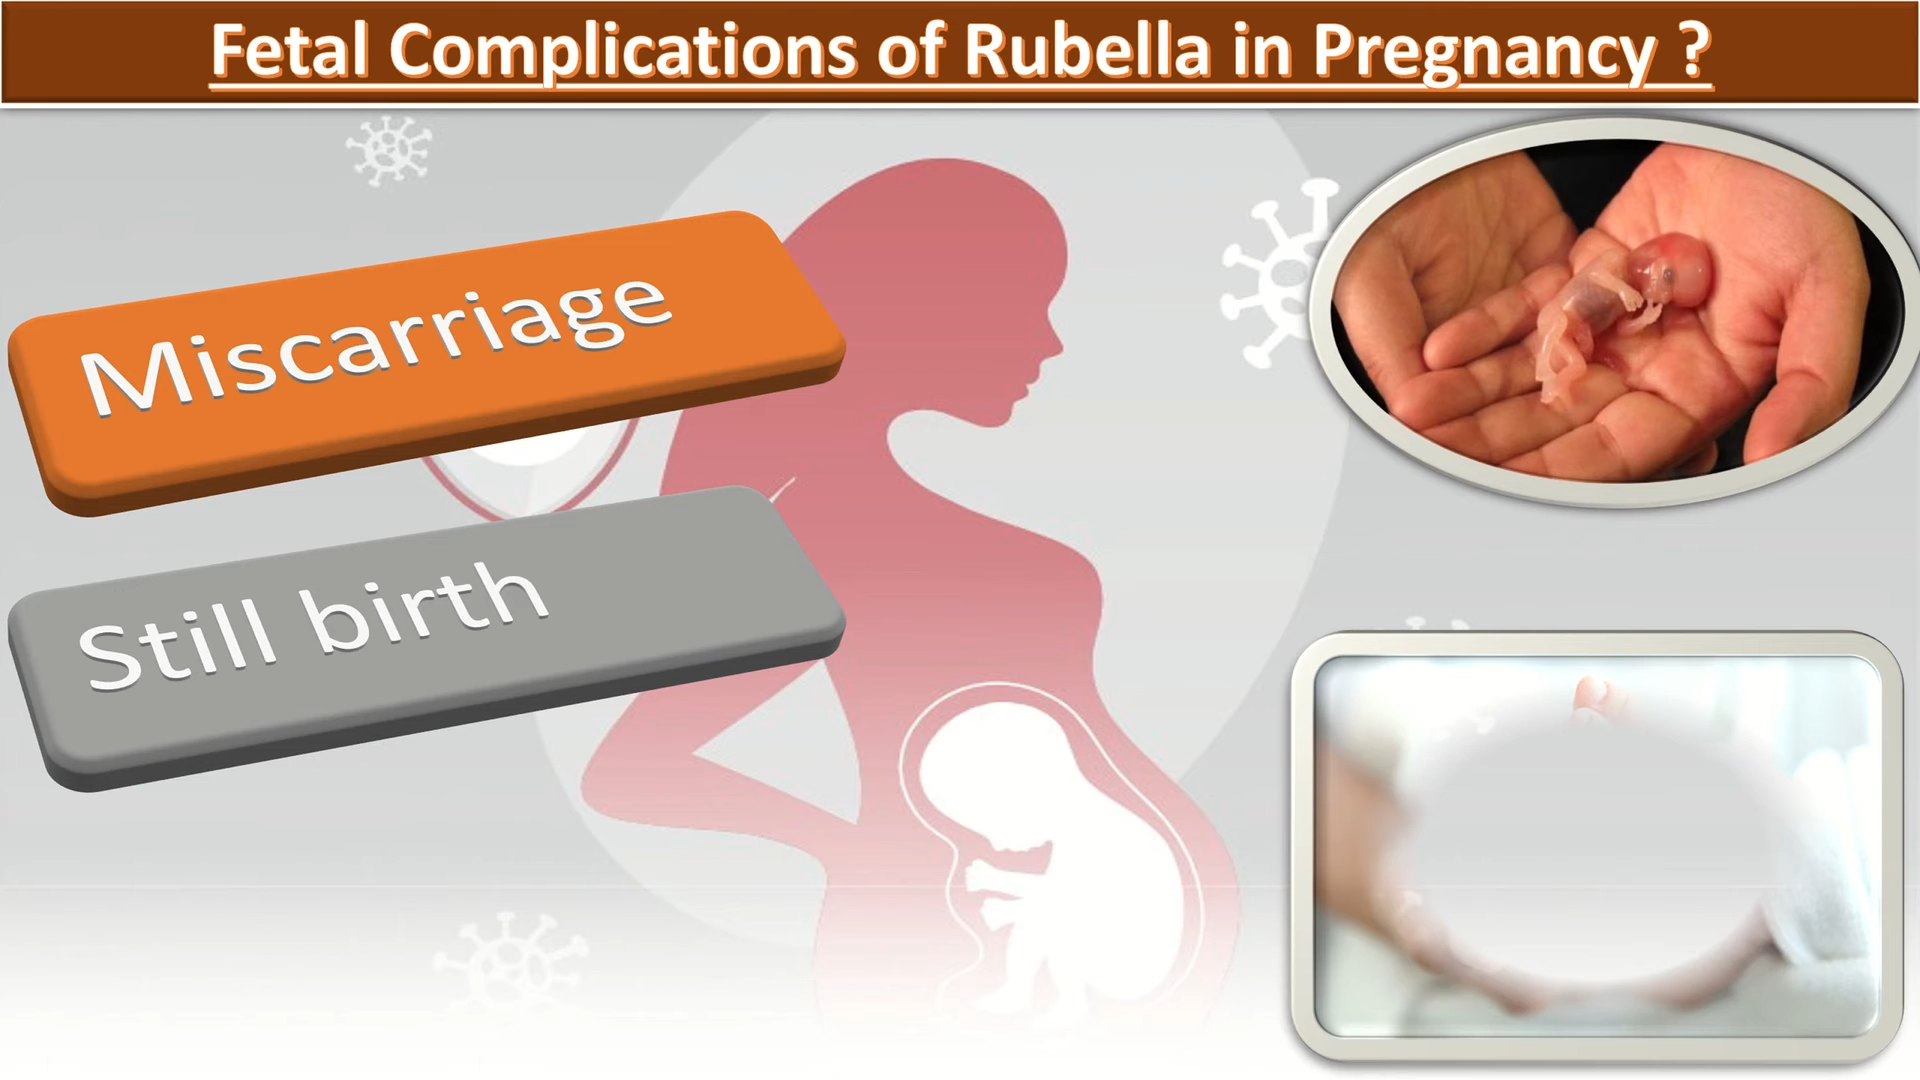 Fetal Complications of Rubella in Pregnancy ?
Miscarriage
Still birth